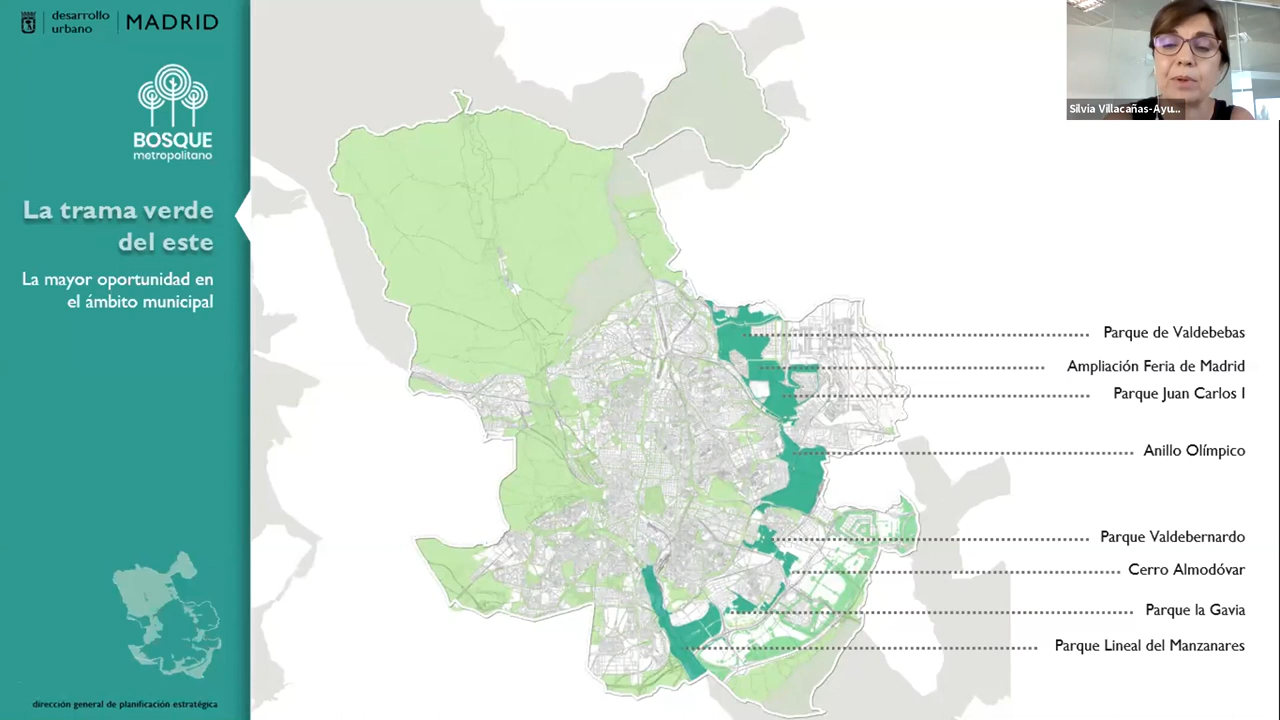 desarrollo
urbano
MADRID
BOSQUE
metropolitano
La trama verde
del este
La mayor oportunidad en
el ámbito municipal
dirección general de planificación estratégica
Silvia Villacañas-Ayu...
Parque de Valdebebas
Ampliación Feria de Madrid
Parque Juan Carlos I
Anillo Olímpico
Parque Valdebernardo
Cerro Almodóvar
Parque la Gavia
Parque Lineal del Manzanares